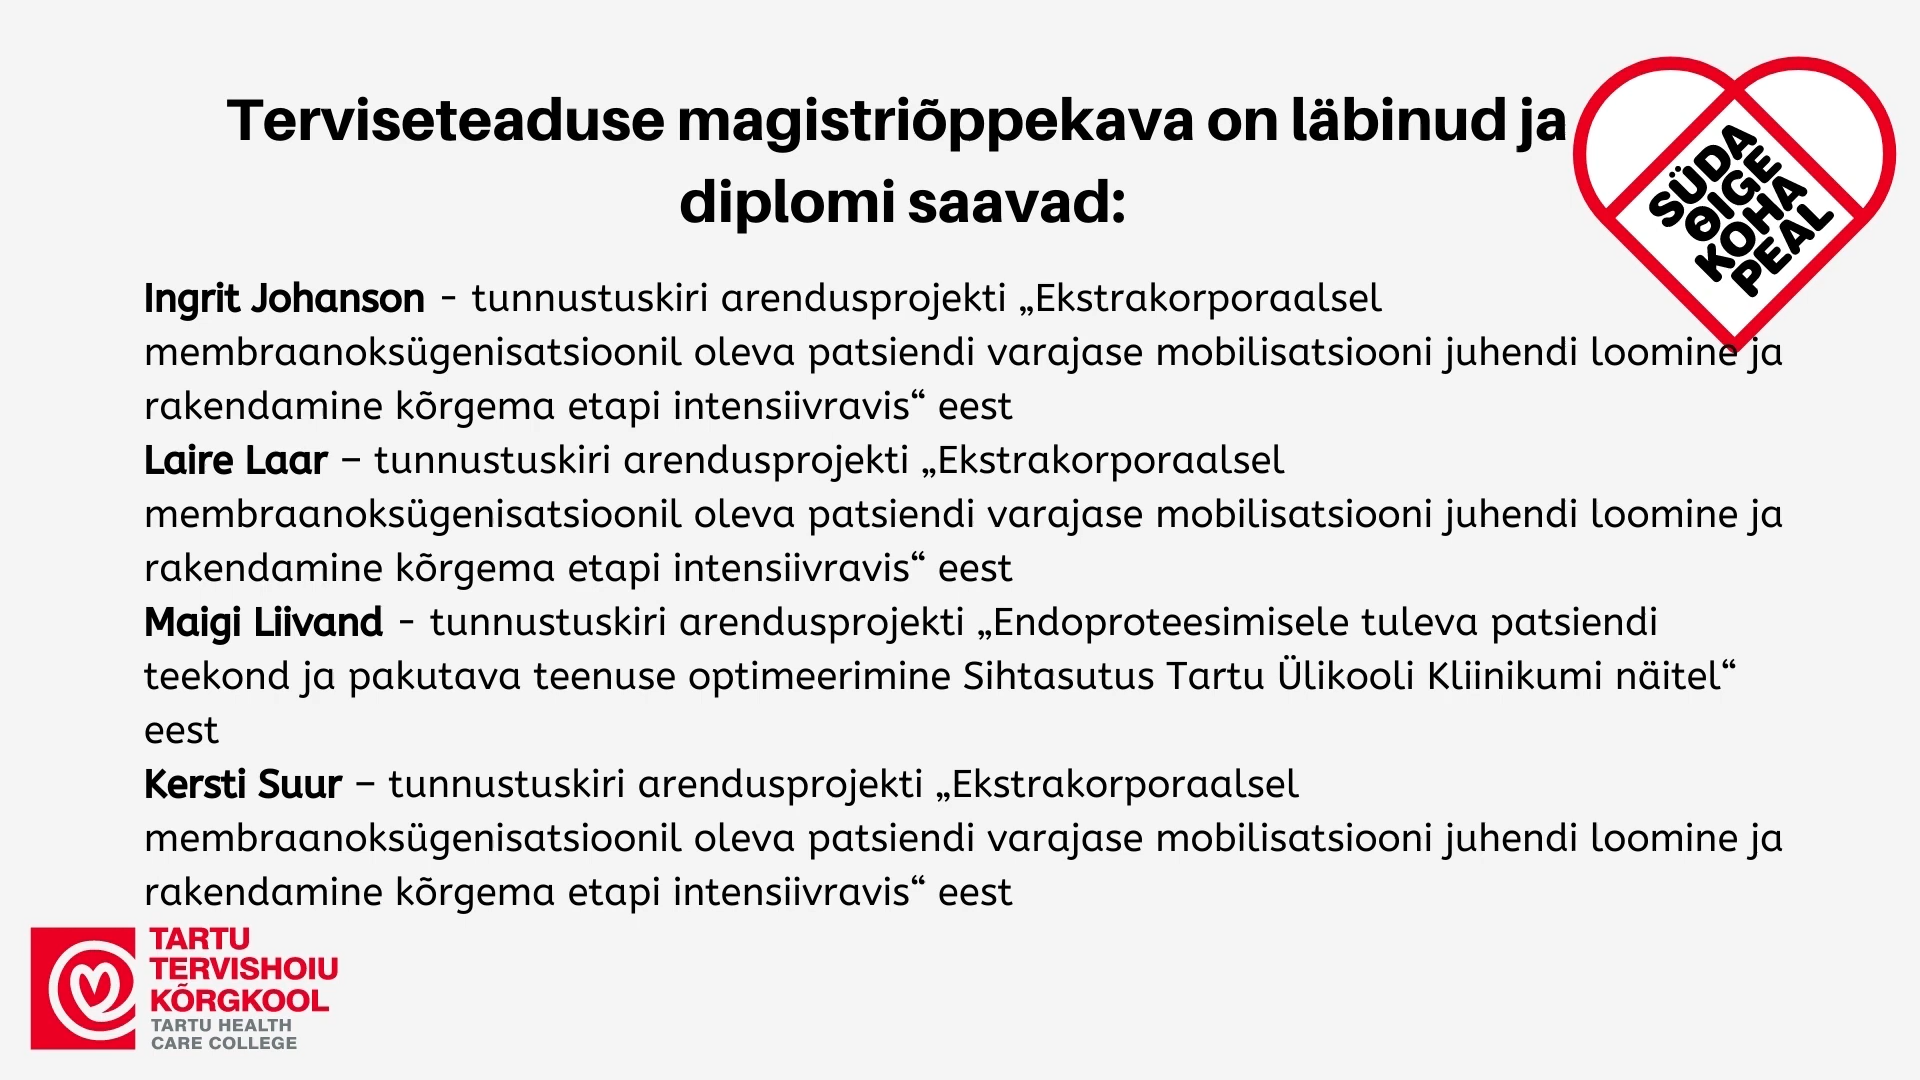 Terviseteaduse magistriõppekava on läbinud ja
diplomi saavad:
SÜDA
ÕIGE
KOHA
PEAL
Ingrit Johanson - tunnustuskiri arendusprojekti „Ekstrakorporaalsel
membraanoksügenisatsioonil oleva patsiendi varajase mobilisatsiooni juhendi loomine ja
rakendamine kõrgema etapi intensiivravis“ eest
Laire Laar – tunnustuskiri arendusprojekti „Ekstrakorporaalsel
membraanoksügenisatsioonil oleva patsiendi varajase mobilisatsiooni juhendi loomine ja
rakendamine kõrgema etapi intensiivravis“ eest
Maigi Liivand - tunnustuskiri arendusprojekti „Endoproteesimisele tuleva patsiendi
teekond ja pakutava teenuse optimeerimine Sihtasutus Tartu Ülikooli Kliinikumi näitel“
eest
Kersti Suur – tunnustuskiri arendusprojekti „Ekstrakorporaalsel
membraanoksügenisatsioonil oleva patsiendi varajase mobilisatsiooni juhendi loomine ja
rakendamine kõrgema etapi intensiivravis“ eest
TARTU
TERVISHOIU
KÕRGKOOL
TARTU HEALTH
CARE COLLEGE